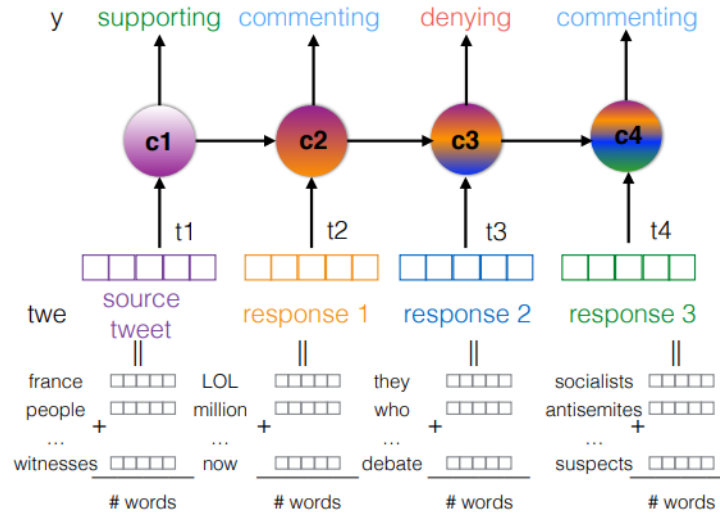 y supporting commenting denying commenting
c1 c2 c3 c4
t1 t2 t3 t4
twe source tweet response 1 response 2 response 3
|| || || ||
france LOL they socialists
people million who antisemites
+ + + +
... ... ... ...
witnesses now debate suspects
# words # words # words # words